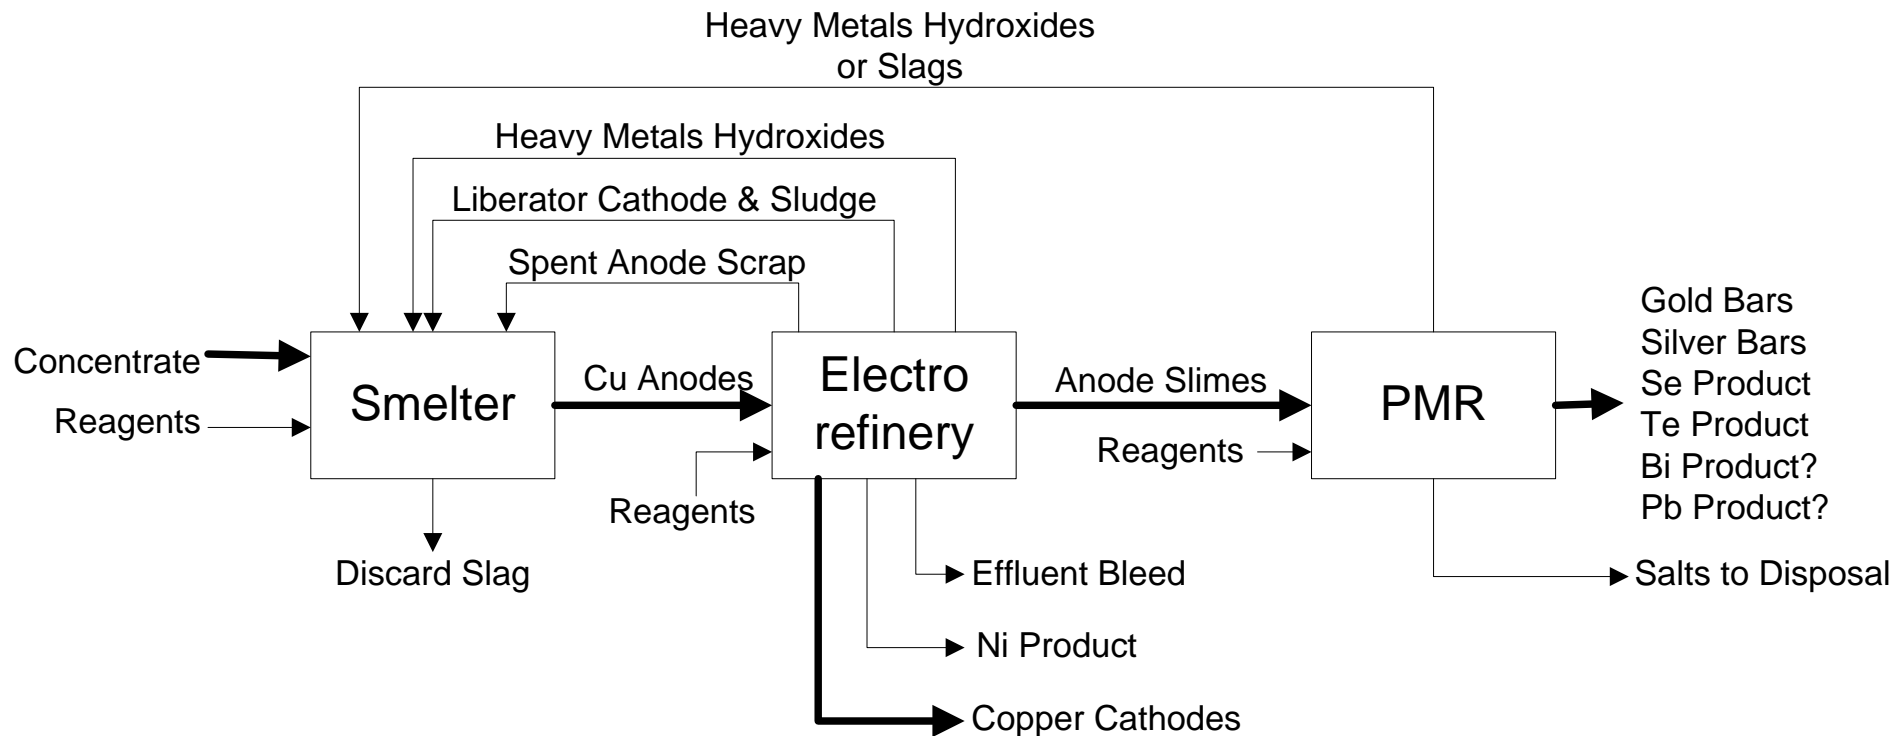 Heavy Metals Hydroxides
or Slags
Heavy Metals Hydroxides
Liberator Cathode & Sludge
Spent Anode Scrap
Concentrate
Reagents
Smelter
Cu Anodes
Electro
refinery
Reagents
Anode Slimes
Reagents
PMR
Gold Bars
Silver Bars
Se Product
Te Product
Bi Product?
Pb Product?
Discard Slag
Effluent Bleed
Ni Product
Copper Cathodes
Salts to Disposal